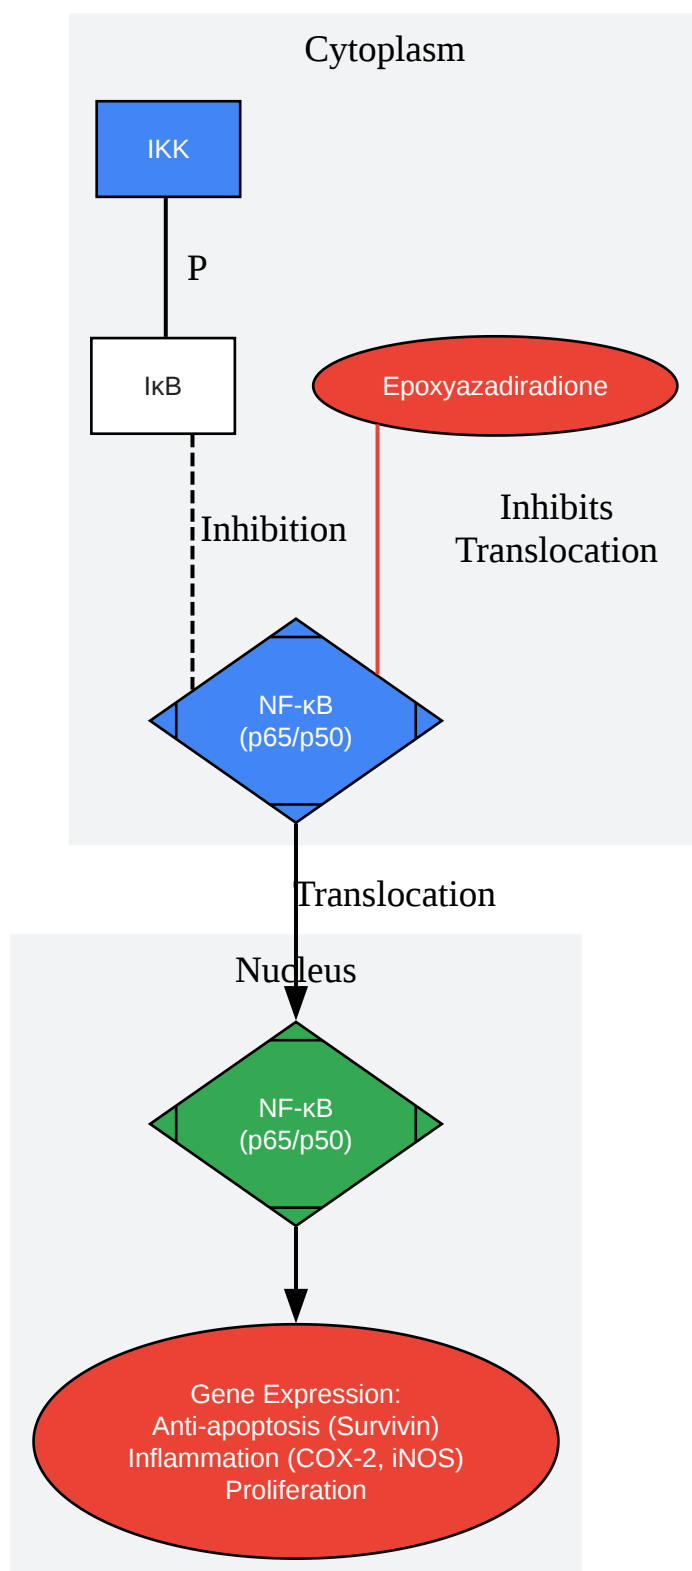 Cytoplasm
IKK
P
IκB
Epoxyazadiradione
Inhibition
Inhibits
Translocation
NF-κB
(p65/p50)
Translocation
Nucleus
NF-κB
(p65/p50)
Gene Expression:
Anti-apoptosis (Survivin)
Inflammation (COX-2, iNOS)
Proliferation